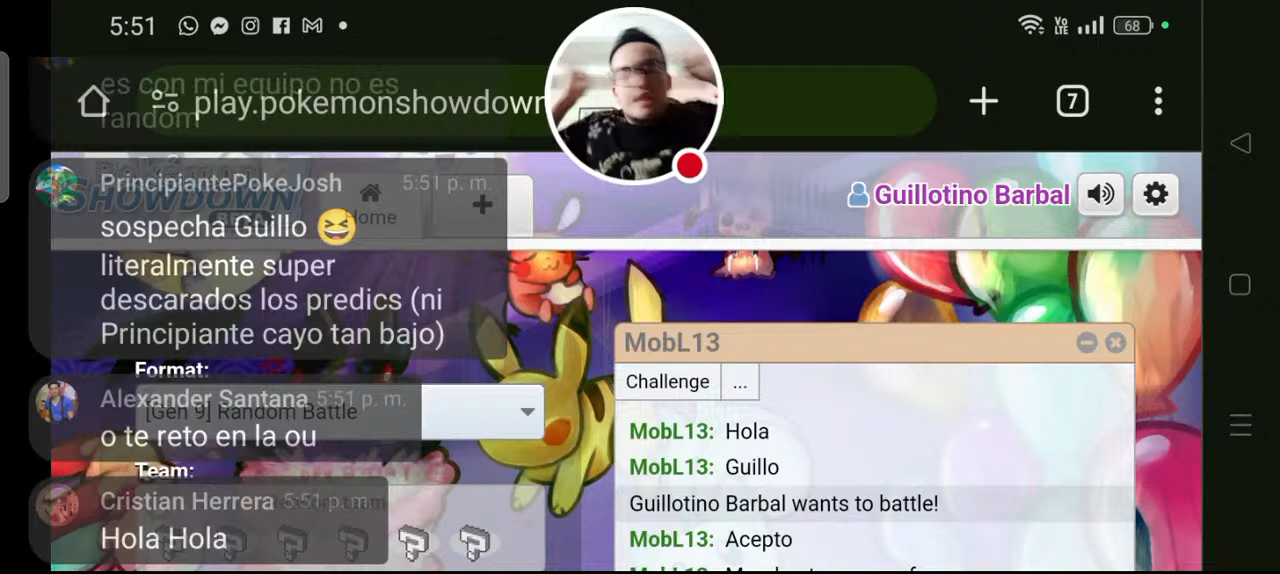 5:51
VO LTE
68
es con mi equipo no es
random
play.pokemonshowdown
7
PrincipiantePokeJosh 5:51 p. m.
SHOWDOWN
Home
+
Guillotino Barbal
sospecha Guillo 😆
literalmente super
descarados los predics (ni
Principiante cayo tan bajo)
MobL13
Challenge ...
Format:
[Gen 9] Random Battle
Alexander Santana 5:51 p. m.
o te reto en la ou
MobL13: Hola
MobL13: Guillo
Guillotino Barbal wants to battle!
MobL13: Acepto
Team:
Cristian Herrera 5:51 p. m.
Hola Hola